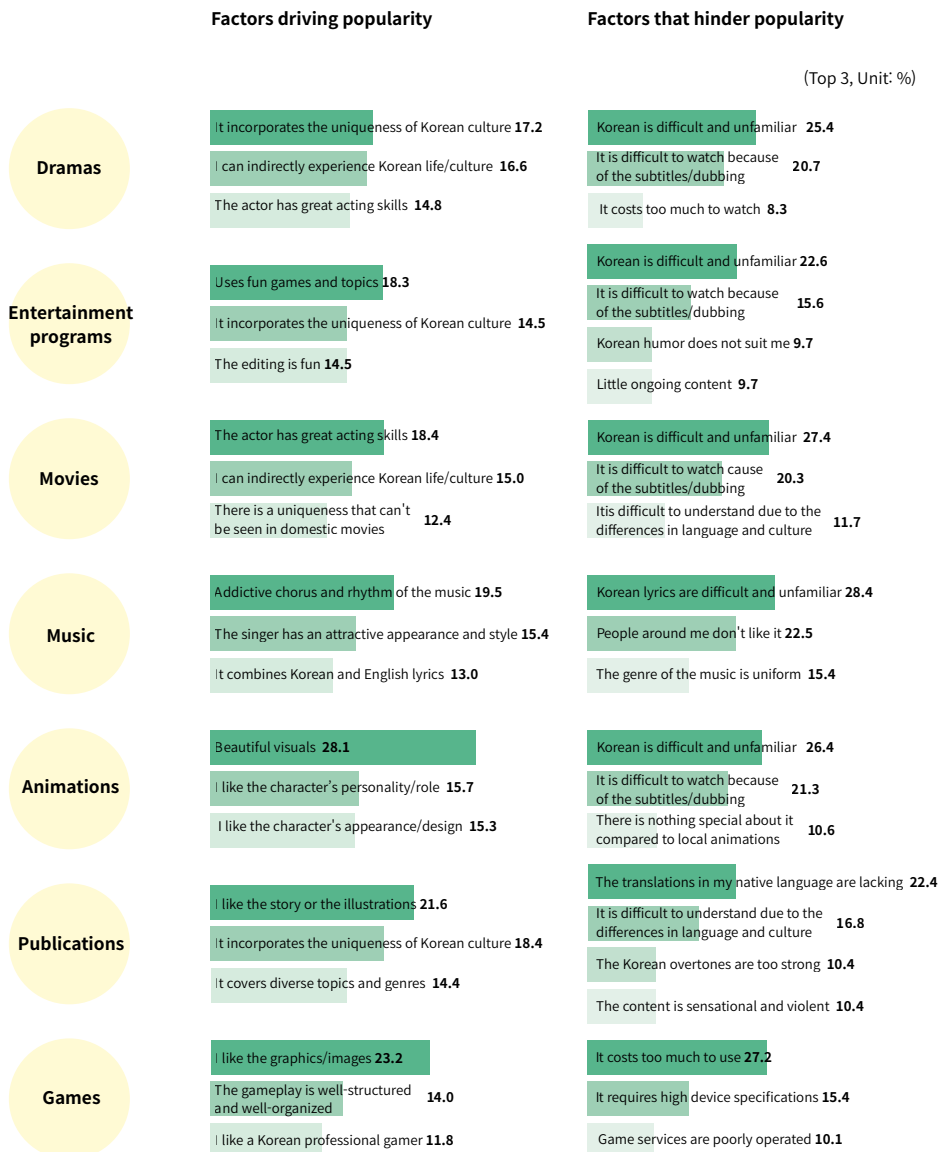 Factors driving popularity
Factors that hinder popularity
(Top 3, Unit: %)
Dramas
It incorporates the uniqueness of Korean culture 17.2
I can indirectly experience Korean life/culture 16.6
The actor has great acting skills 14.8
Korean is difficult and unfamiliar 25.4
It is difficult to watch because
of the subtitles/dubbing
20.7
It costs too much to watch 8.3
Entertainment
programs
Uses fun games and topics 18.3
It incorporates the uniqueness of Korean culture 14.5
The editing is fun 14.5
Korean is difficult and unfamiliar 22.6
It is difficult to watch because
of the subtitles/dubbing
15.6
Korean humor does not suit me 9.7
Little ongoing content 9.7
Movies
The actor has great acting skills 18.4
I can indirectly experience Korean life/culture 15.0
There is a uniqueness that can't
be seen in domestic movies
12.4
Korean is difficult and unfamiliar 27.4
It is difficult to watch cause
of the subtitles/dubbing
20.3
Itis difficult to understand due to the
differences in language and culture
11.7
Music
Addictive chorus and rhythm of the music 19.5
The singer has an attractive appearance and style 15.4
It combines Korean and English lyrics 13.0
Korean lyrics are difficult and unfamiliar 28.4
People around me don't like it 22.5
The genre of the music is uniform 15.4
Animations
Beautiful visuals 28.1
I like the character's personality/role 15.7
I like the character's appearance/design 15.3
Korean is difficult and unfamiliar 26.4
It is difficult to watch because
of the subtitles/dubbing
21.3
There is nothing special about it
compared to local animations
10.6
Publications
I like the story or the illustrations 21.6
It incorporates the uniqueness of Korean culture 18.4
It covers diverse topics and genres 14.4
The translations in my native language are lacking 22.4
It is difficult to understand due to the
differences in language and culture
16.8
The Korean overtones are too strong 10.4
The content is sensational and violent 10.4
Games
I like the graphics/images 23.2
The gameplay is well-structured
and well-organized
14.0
I like a Korean professional gamer 11.8
It costs too much to use 27.2
It requires high device specifications 15.4
Game services are poorly operated 10.1